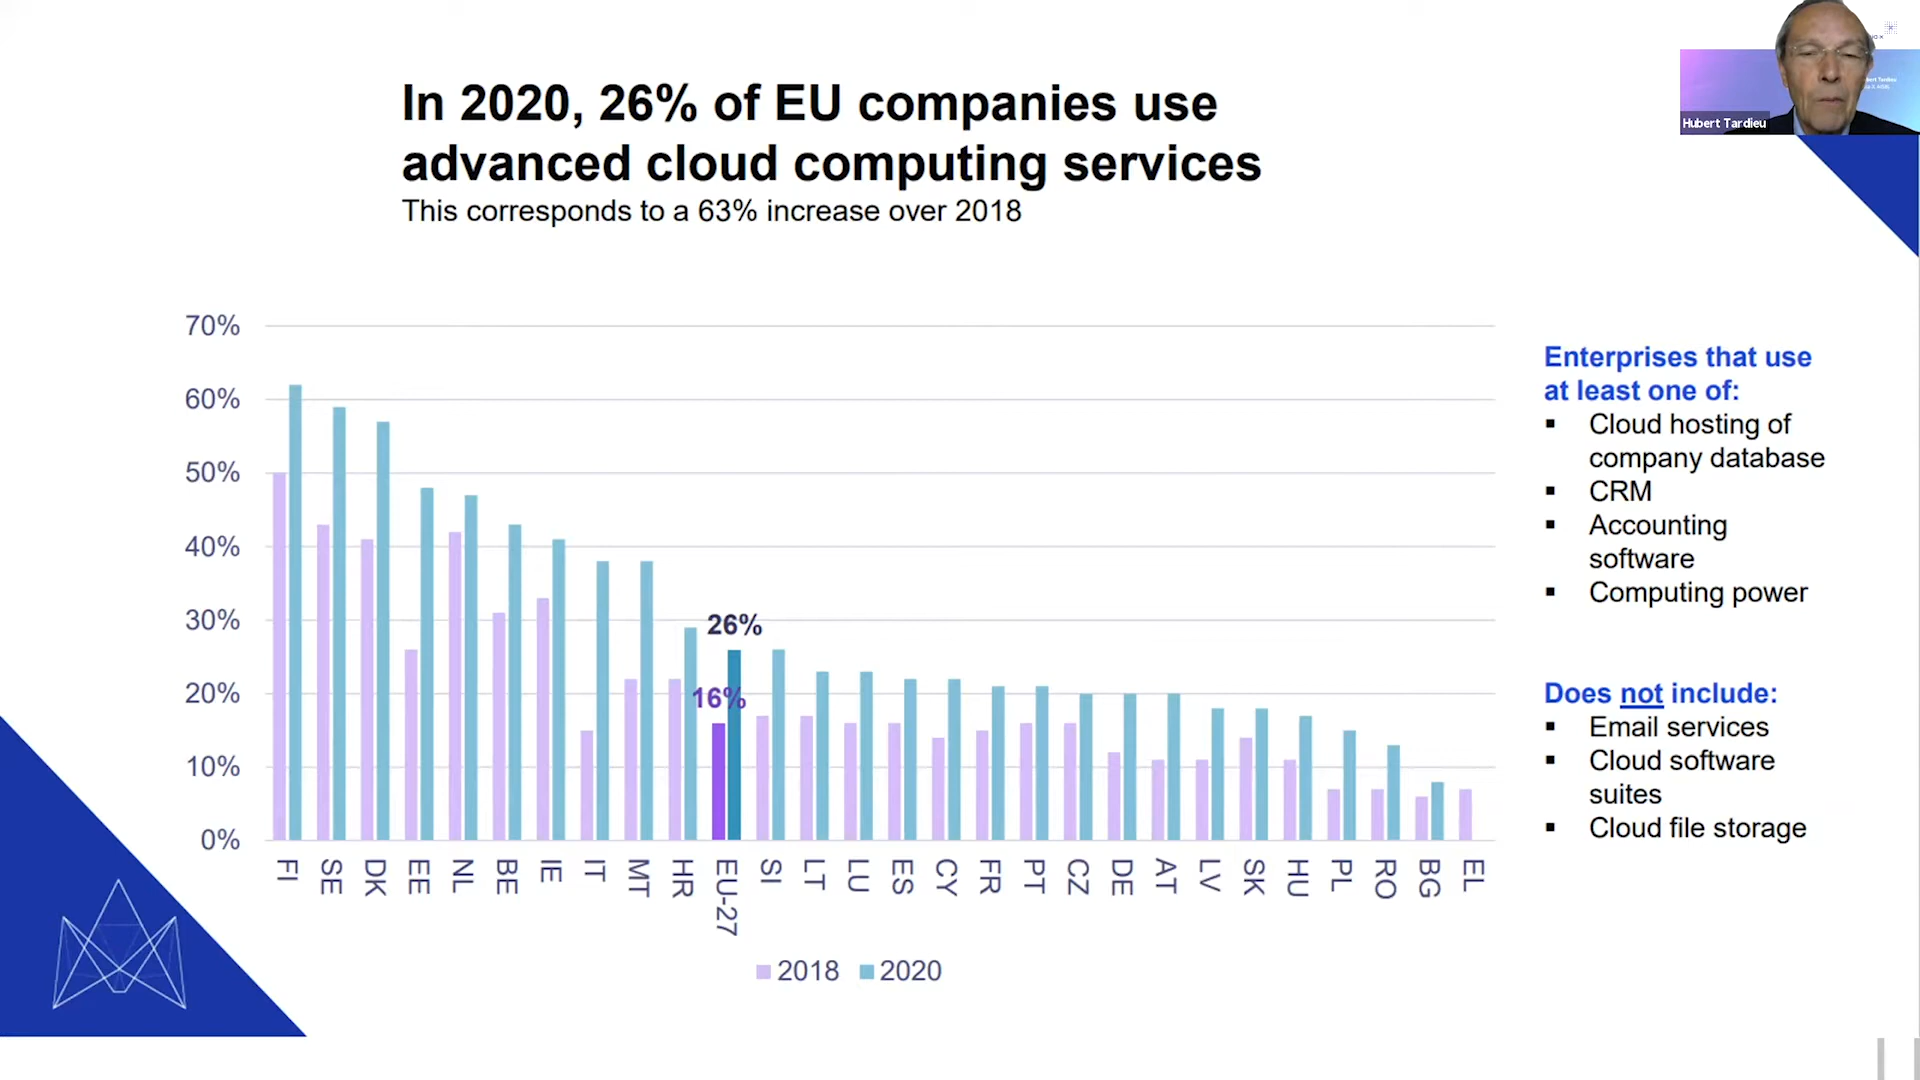 In 2020, 26% of EU companies use
advanced cloud computing services
This corresponds to a 63% increase over 2018
Hubert Tardieu
70%
60%
50%
40%
30%
20%
10%
0%
26%
16%
FI SE DK EE NL BE IE IT MT HR EU-27 SI LT LU ES CY FR PT CZ DE AT LV SK HU PL RO BG EL
2018 2020
Enterprises that use
at least one of:
▪ Cloud hosting of
company database
▪ CRM
▪ Accounting
software
▪ Computing power
Does not include:
▪ Email services
▪ Cloud software
suites
▪ Cloud file storage